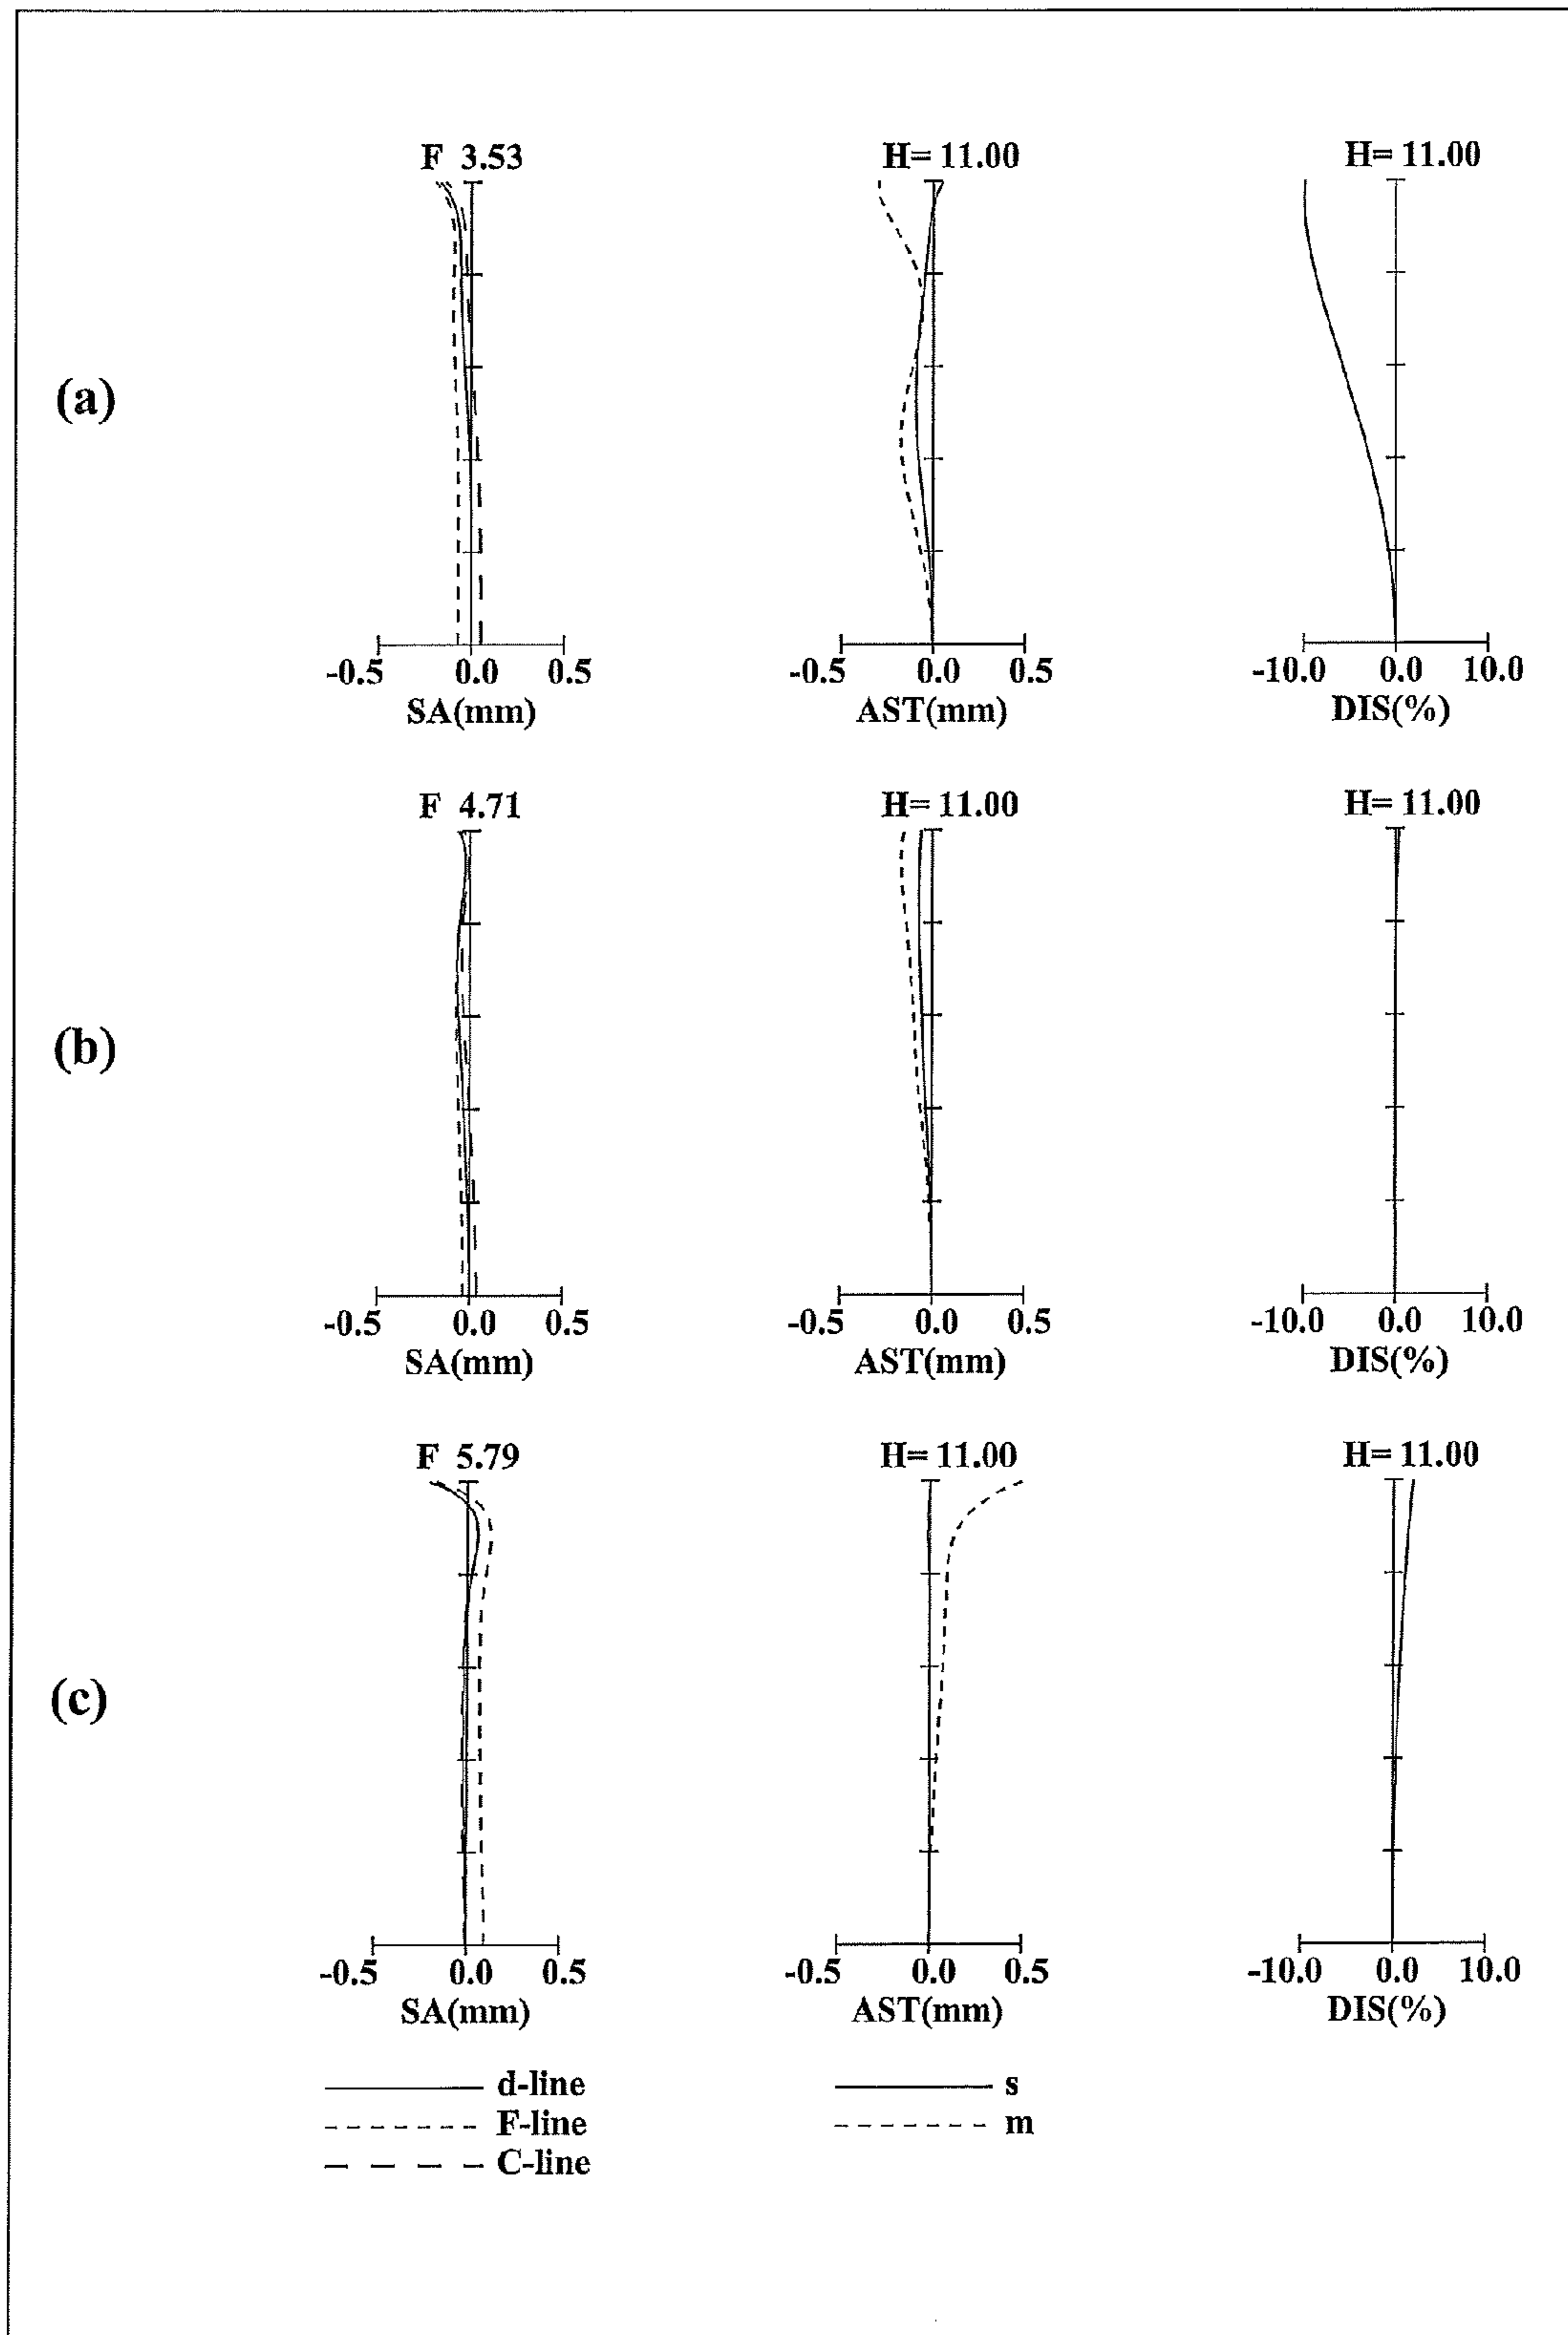 F 3.53 H= 11.00 H= 11.00
(a)
-0.5 0.0 0.5 -0.5 0.0 0.5 -10.0 0.0 10.0
SA(mm) AST(mm) DIS(%)
F 4.71 H= 11.00 H= 11.00
(b)
-0.5 0.0 0.5 -0.5 0.0 0.5 -10.0 0.0 10.0
SA(mm) AST(mm) DIS(%)
F 5.79 H= 11.00 H= 11.00
(c)
-0.5 0.0 0.5 -0.5 0.0 0.5 -10.0 0.0 10.0
SA(mm) AST(mm) DIS(%)
d-line s
F-line m
C-line